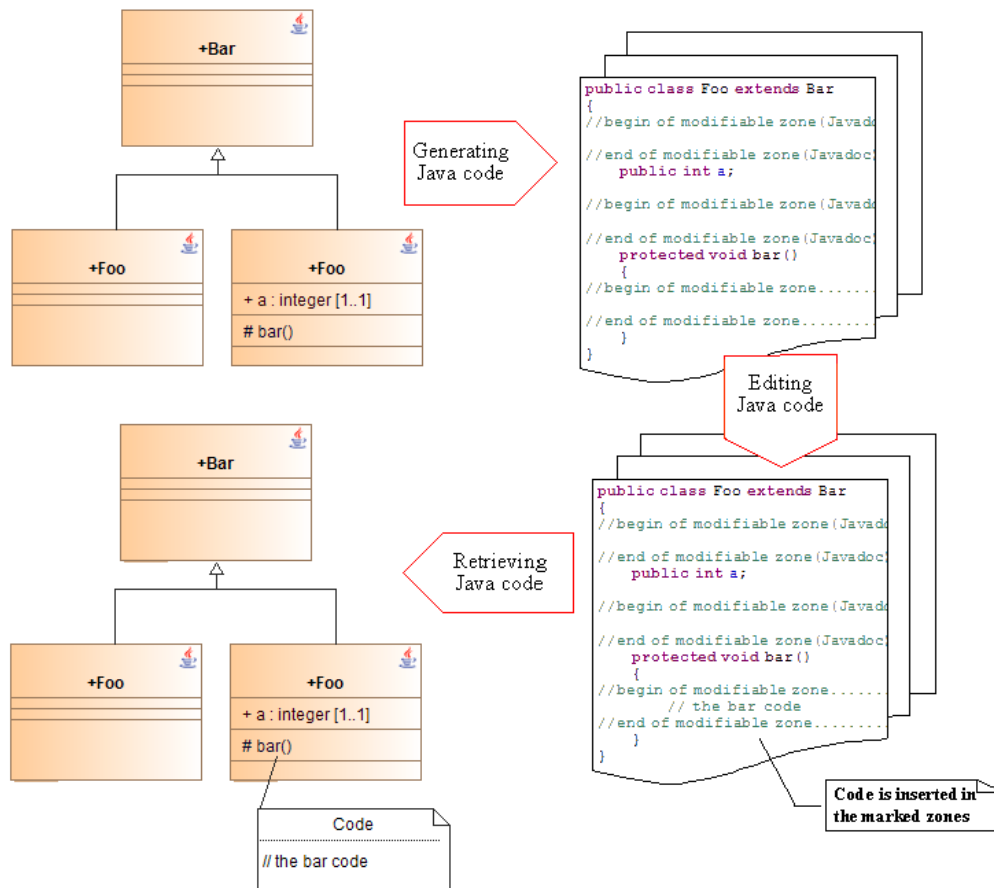 +Bar
+Foo
+Foo
+ a : integer [1..1]
# bar()
Generating
Java code
public class Foo extends Bar
{
//begin of modifiable zone(Javado
//end of modifiable zone(Javadoc)
public int a;
//begin of modifiable zone(Javado
//end of modifiable zone(Javadoc)
protected void bar()
{
//begin of modifiable zone.......
//end of modifiable zone.........
}
}
Editing
Java code
public class Foo extends Bar
{
//begin of modifiable zone(Javado
//end of modifiable zone(Javadoc)
public int a;
//begin of modifiable zone(Javado
//end of modifiable zone(Javadoc)
protected void bar()
{
//begin of modifiable zone.......
// the bar code
//end of modifiable zone.........
}
}
Code is inserted in
the marked zones
Retrieving
Java code
+Bar
+Foo
+Foo
+ a : integer [1..1]
# bar()
Code
// the bar code